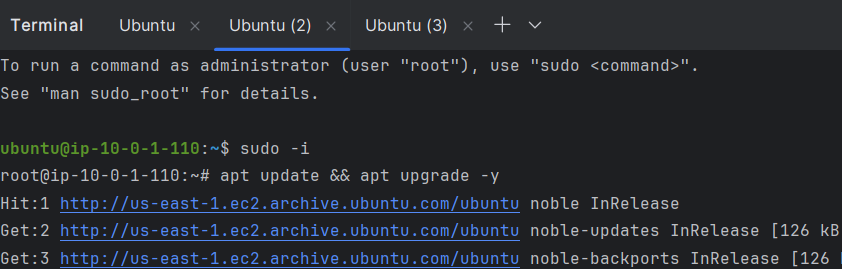 Terminal Ubuntu Ubuntu (2) Ubuntu (3)
To run a command as administrator (user "root"), use "sudo <command>".
See "man sudo_root" for details.
ubuntu@ip-10-0-1-110:~$ sudo -i
root@ip-10-0-1-110:~# apt update && apt upgrade -y
Hit:1 http://us-east-1.ec2.archive.ubuntu.com/ubuntu noble InRelease
Get:2 http://us-east-1.ec2.archive.ubuntu.com/ubuntu noble-updates InRelease [126 kB
Get:3 http://us-east-1.ec2.archive.ubuntu.com/ubuntu noble-backports InRelease [126